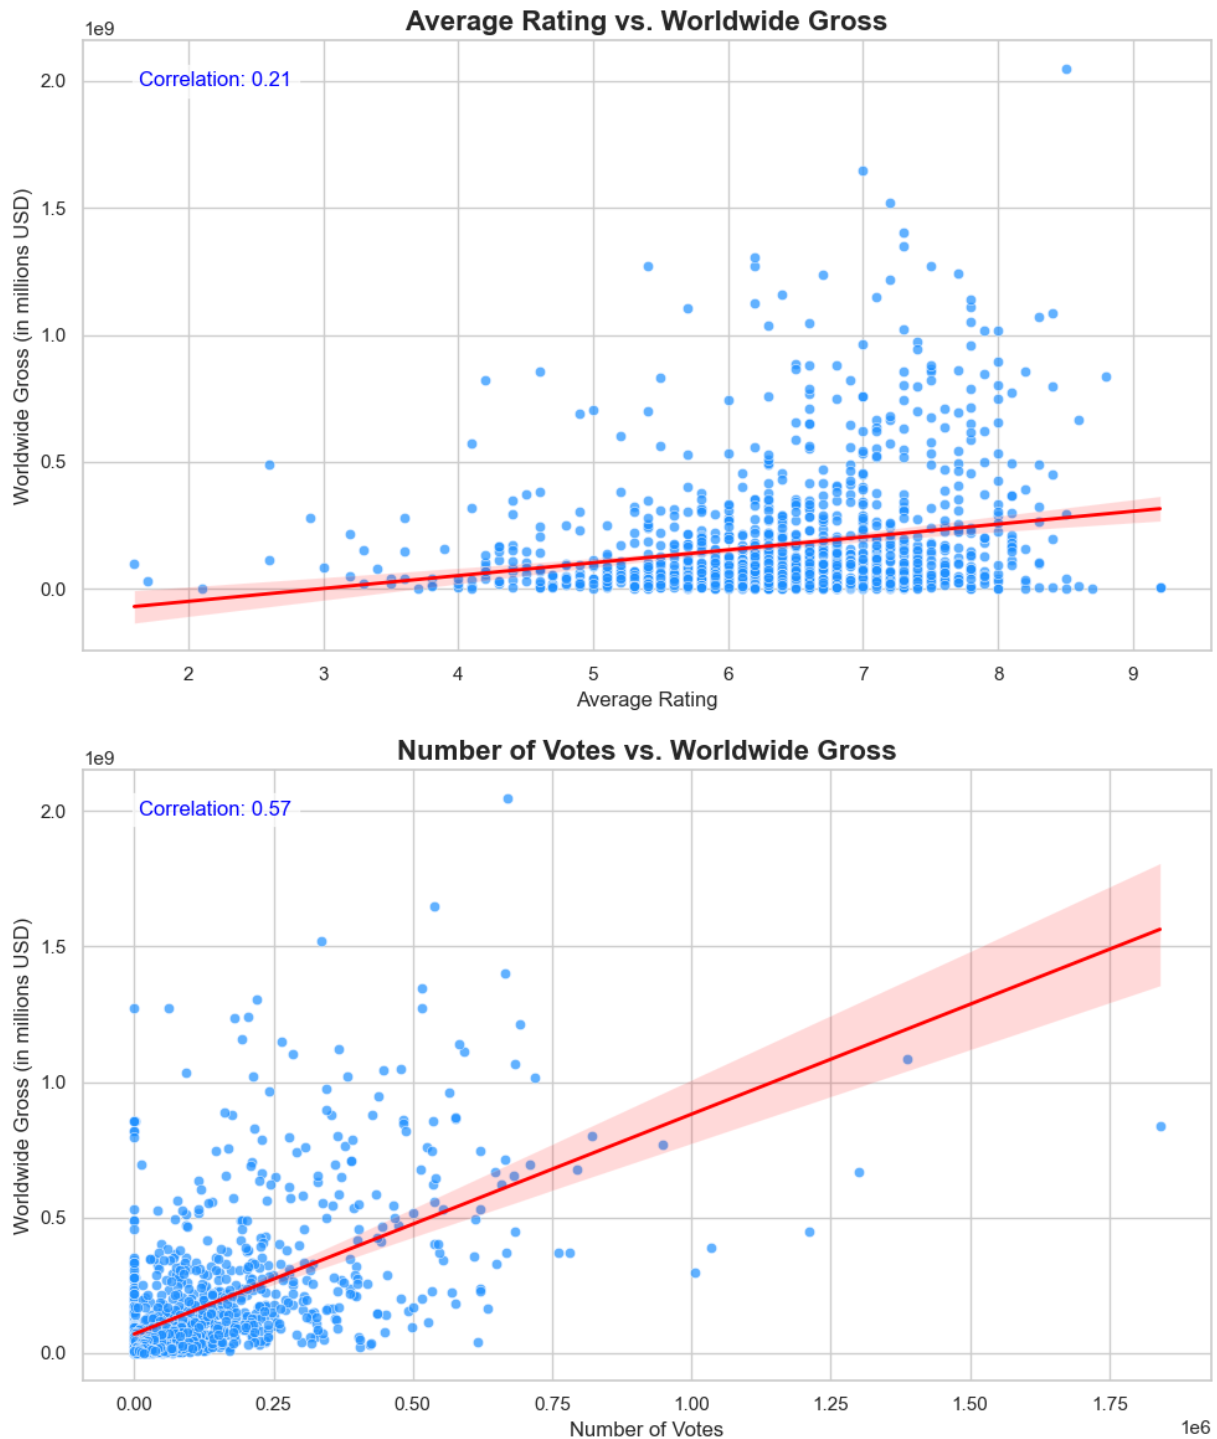 Average Rating vs. Worldwide Gross
1e9
Correlation: 0.21
2.0
1.5
1.0
0.5
0.0
Worldwide Gross (in millions USD)
2 3 4 5 6 7 8 9
Average Rating
Number of Votes vs. Worldwide Gross
1e9
Correlation: 0.57
2.0
1.5
1.0
0.5
0.0
Worldwide Gross (in millions USD)
0.00 0.25 0.50 0.75 1.00 1.25 1.50 1.75
1e6
Number of Votes